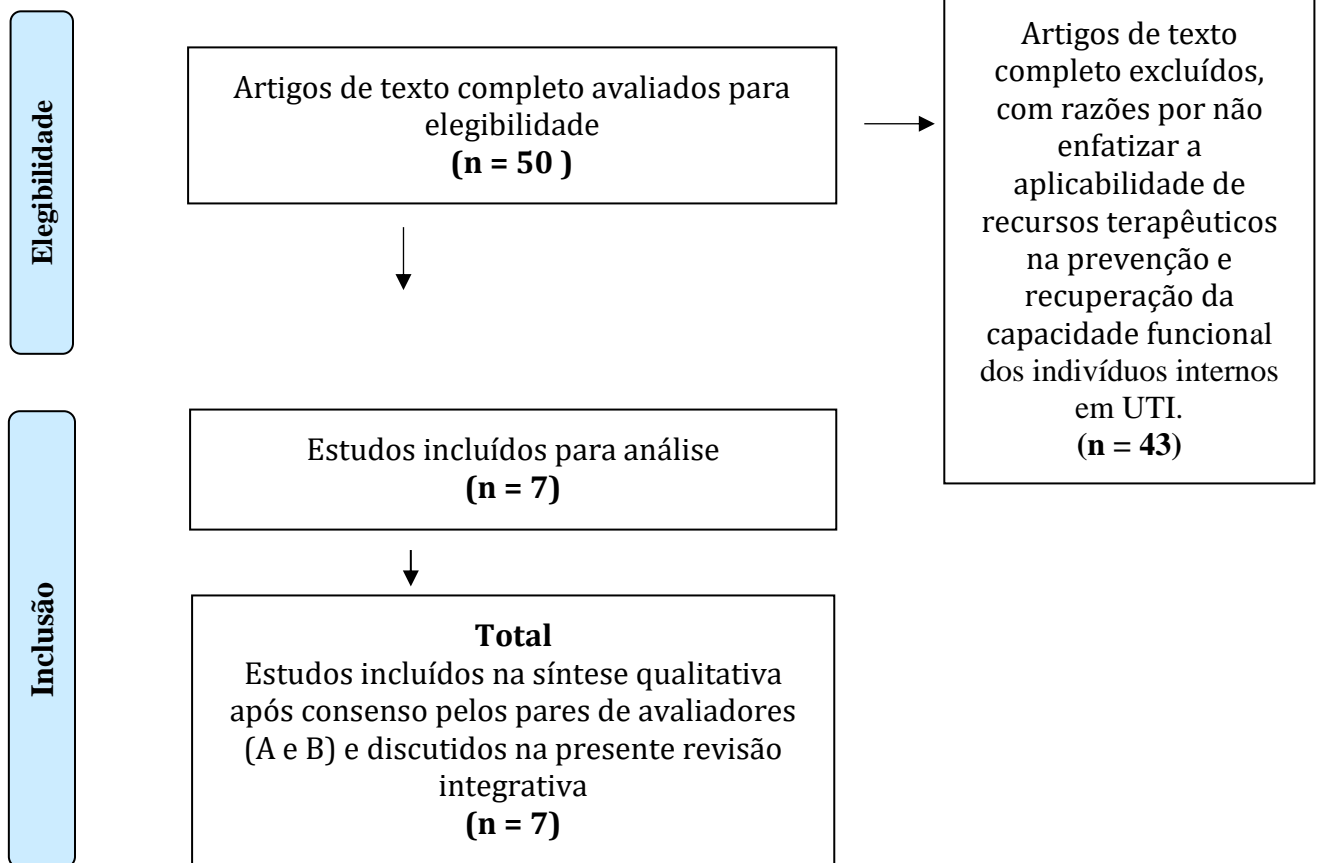 Elegibilidade
Artigos de texto completo avaliados para
elegibilidade
(n = 50 )
Artigos de texto
completo excluídos,
com razões por não
enfatizar a
aplicabilidade de
recursos terapêuticos
na prevenção e
recuperação da
capacidade funcional
dos indivíduos internos
em UTI.
(n = 43)
Inclusão
Estudos incluídos para análise
(n = 7)
Total
Estudos incluídos na síntese qualitativa
após consenso pelos pares de avaliadores
(A e B) e discutidos na presente revisão
integrativa
(n = 7)